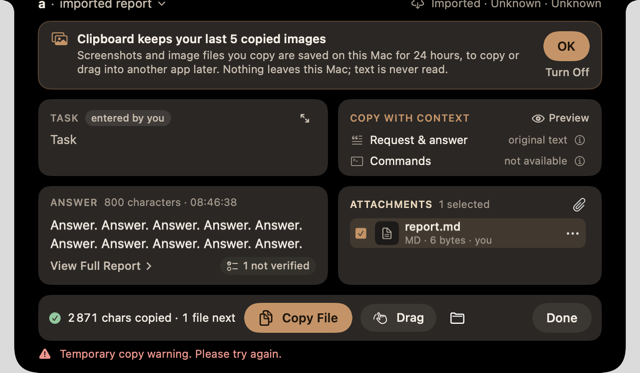 a · imported report
Imported · Unknown · Unknown
Clipboard keeps your last 5 copied images
Screenshots and image files you copy are saved on this Mac for 24 hours, to copy or
drag into another app later. Nothing leaves this Mac; text is never read.
OK
Turn Off
TASK entered by you
Task
COPY WITH CONTEXT
Preview
Request & answer
original text
Commands
not available
ANSWER 800 characters · 08:46:38
Answer. Answer. Answer. Answer. Answer.
Answer. Answer. Answer. Answer. Answer.
View Full Report
1 not verified
ATTACHMENTS 1 selected
report.md
MD · 6 bytes · you
2 871 chars copied · 1 file next
Copy File
Drag
Done
Temporary copy warning. Please try again.